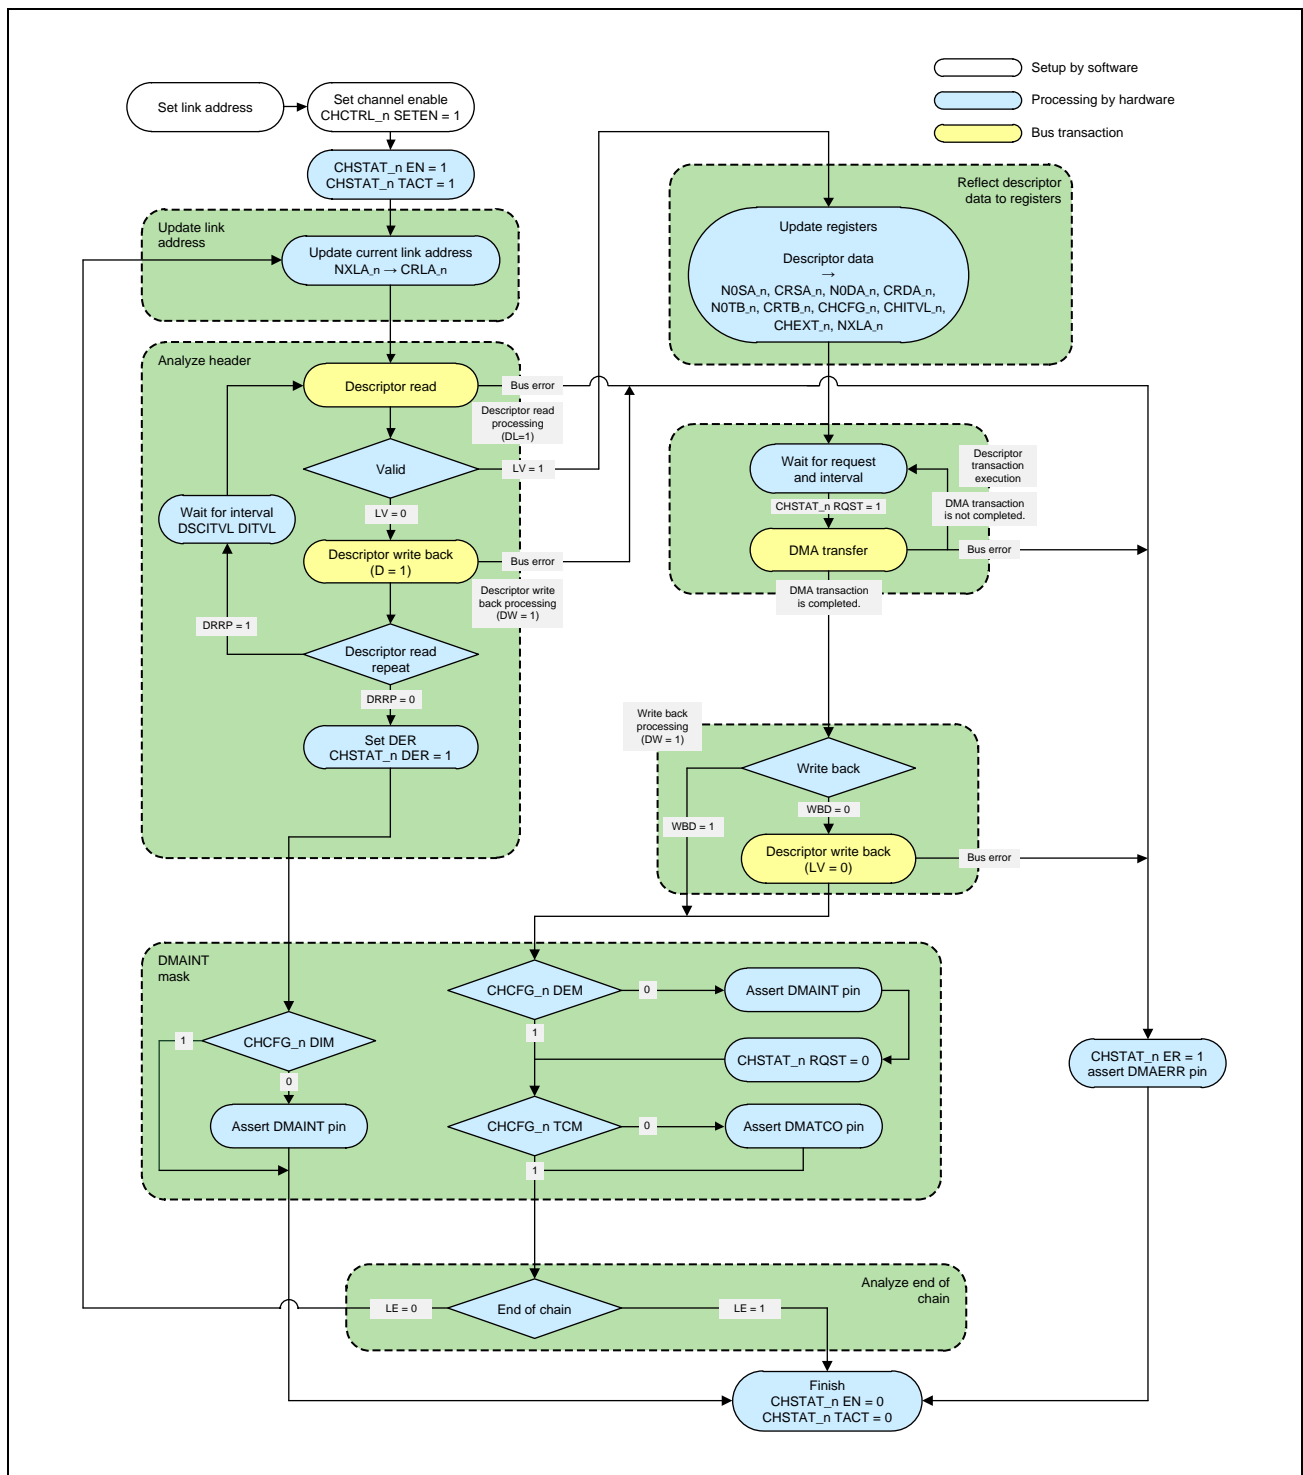 Setup by software
Processing by hardware
Bus transaction
Set link address
Set channel enable
CHCTRL_n SETEN = 1
CHSTAT_n EN = 1
CHSTAT_n TACT = 1
Update link
address
Update current link address
NXLA_n → CRLA_n
Reflect descriptor
data to registers
Update registers
Descriptor data
→
N0SA_n, CRSA_n, N0DA_n, CRDA_n,
N0TB_n, CRTB_n, CHCFG_n, CHITVL_n,
CHEXT_n, NXLA_n
Analyze header
Descriptor read
Bus error
Descriptor read
processing
(DL=1)
Valid
LV = 1
LV = 0
Wait for interval
DSCITVL DITVL
Descriptor write back
(D = 1)
Bus error
Descriptor write
back processing
(DW = 1)
DRRP = 1
Descriptor read
repeat
DRRP = 0
Set DER
CHSTAT_n DER = 1
Wait for request
and interval
Descriptor
transaction
execution
CHSTAT_n RQST = 1
DMA transaction
is not completed.
DMA transfer
Bus error
DMA transaction
is completed.
Write back
processing
(DW = 1)
Write back
WBD = 0
WBD = 1
Descriptor write back
(LV = 0)
Bus error
DMAINT
mask
CHCFG_n DEM
0
Assert DMAINT pin
1
CHSTAT_n RQST = 0
1
CHCFG_n DIM
0
Assert DMAINT pin
CHCFG_n TCM
0
Assert DMATCO pin
1
CHSTAT_n ER = 1
assert DMAERR pin
Analyze end of
chain
LE = 0
End of chain
LE = 1
Finish
CHSTAT_n EN = 0
CHSTAT_n TACT = 0